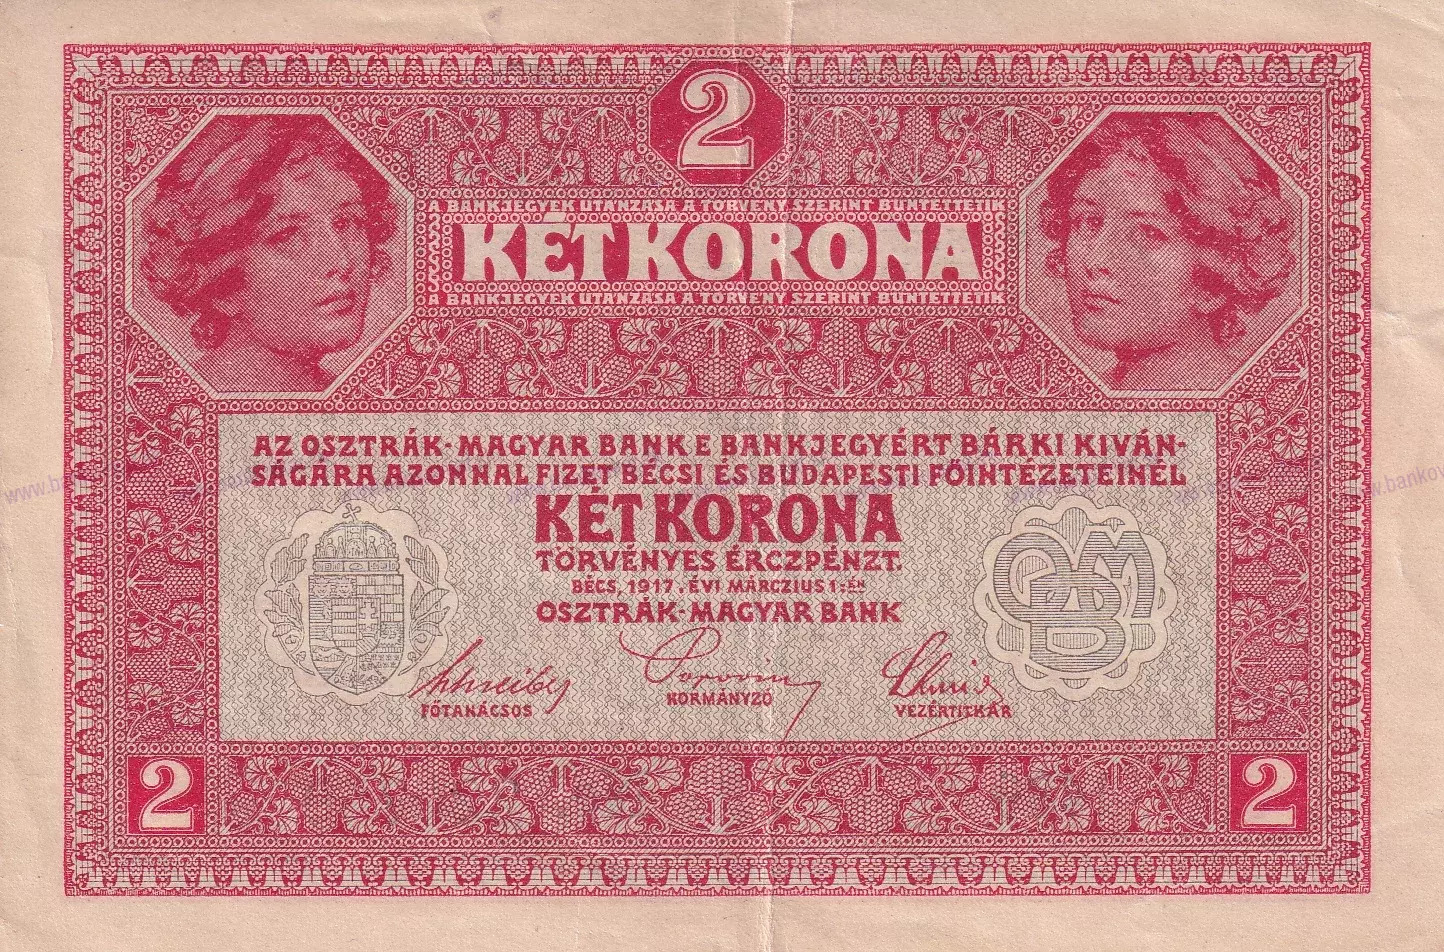 2
A BANKJEGYEK UTÁNZÁSA A TÖRVÉNY SZERINT BÜNTETTETIK
KÉT KORONA
A BANKJEGYEK UTÁNZÁSA A TÖRVÉNY SZERINT BÜNTETTETIK
AZ OSZTRÁK-MAGYAR BANK E BANKJEGYÉRT BÁRKI KIVÁN-
SÁGÁRA AZONNAL FIZET BÉCSI ÉS BUDAPESTI FŐINTÉZETEINÉL
KÉT KORONA
TÖRVÉNYES ÉRCZPÉNZT.
BÉCS, 1917. ÉVI MÁRCZIUS 1-ÉN
OSZTRÁK-MAGYAR BANK
FŐTANÁCSOS
KORMÁNYZÓ
VEZÉRTITKÁR
2
2